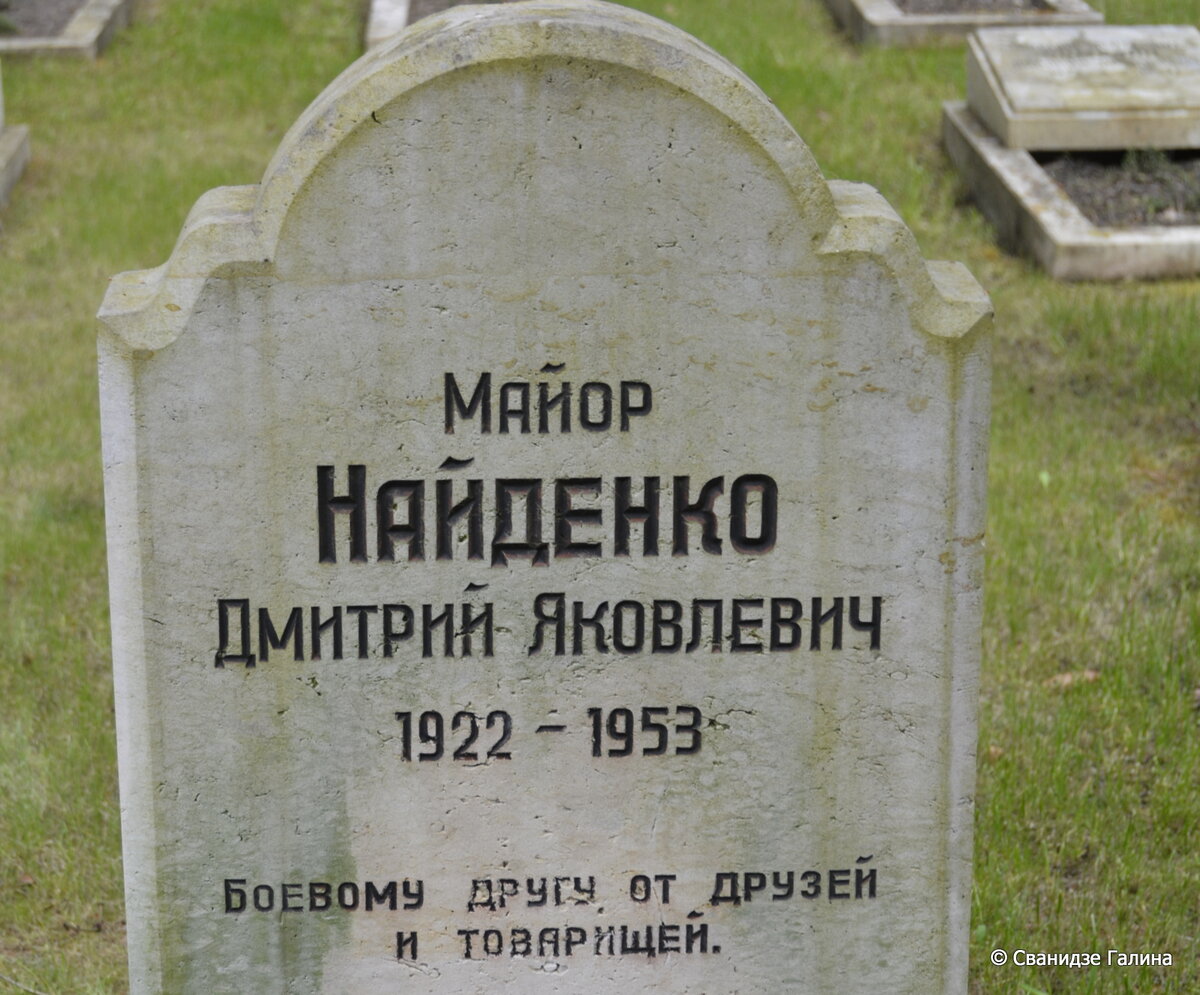 Майор
Найденко
Дмитрий Яковлевич
1922 - 1953
Боевому другу от друзей
и товарищей.
© Сванидзе Галина